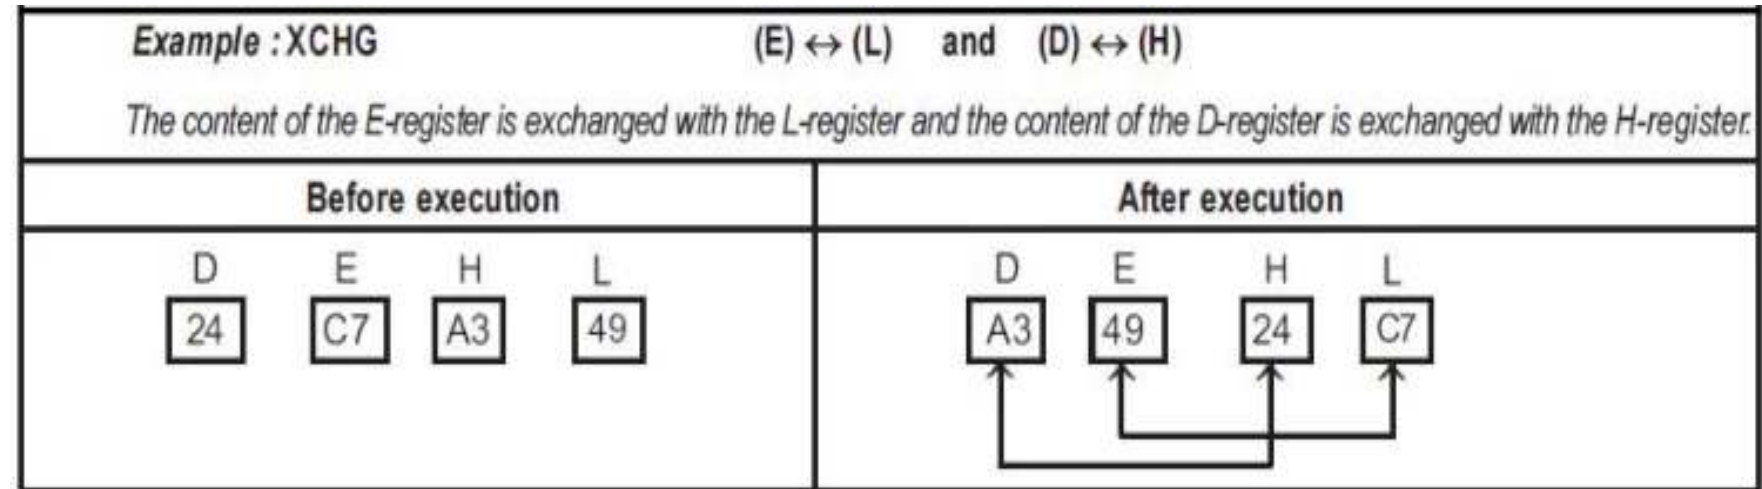 Example : XCHG (E) ↔ (L) and (D) ↔ (H)
The content of the E-register is exchanged with the L-register and the content of the D-register is exchanged with the H-register.
Before execution After execution
D E H L D E H L
24 C7 A3 49 A3 49 24 C7